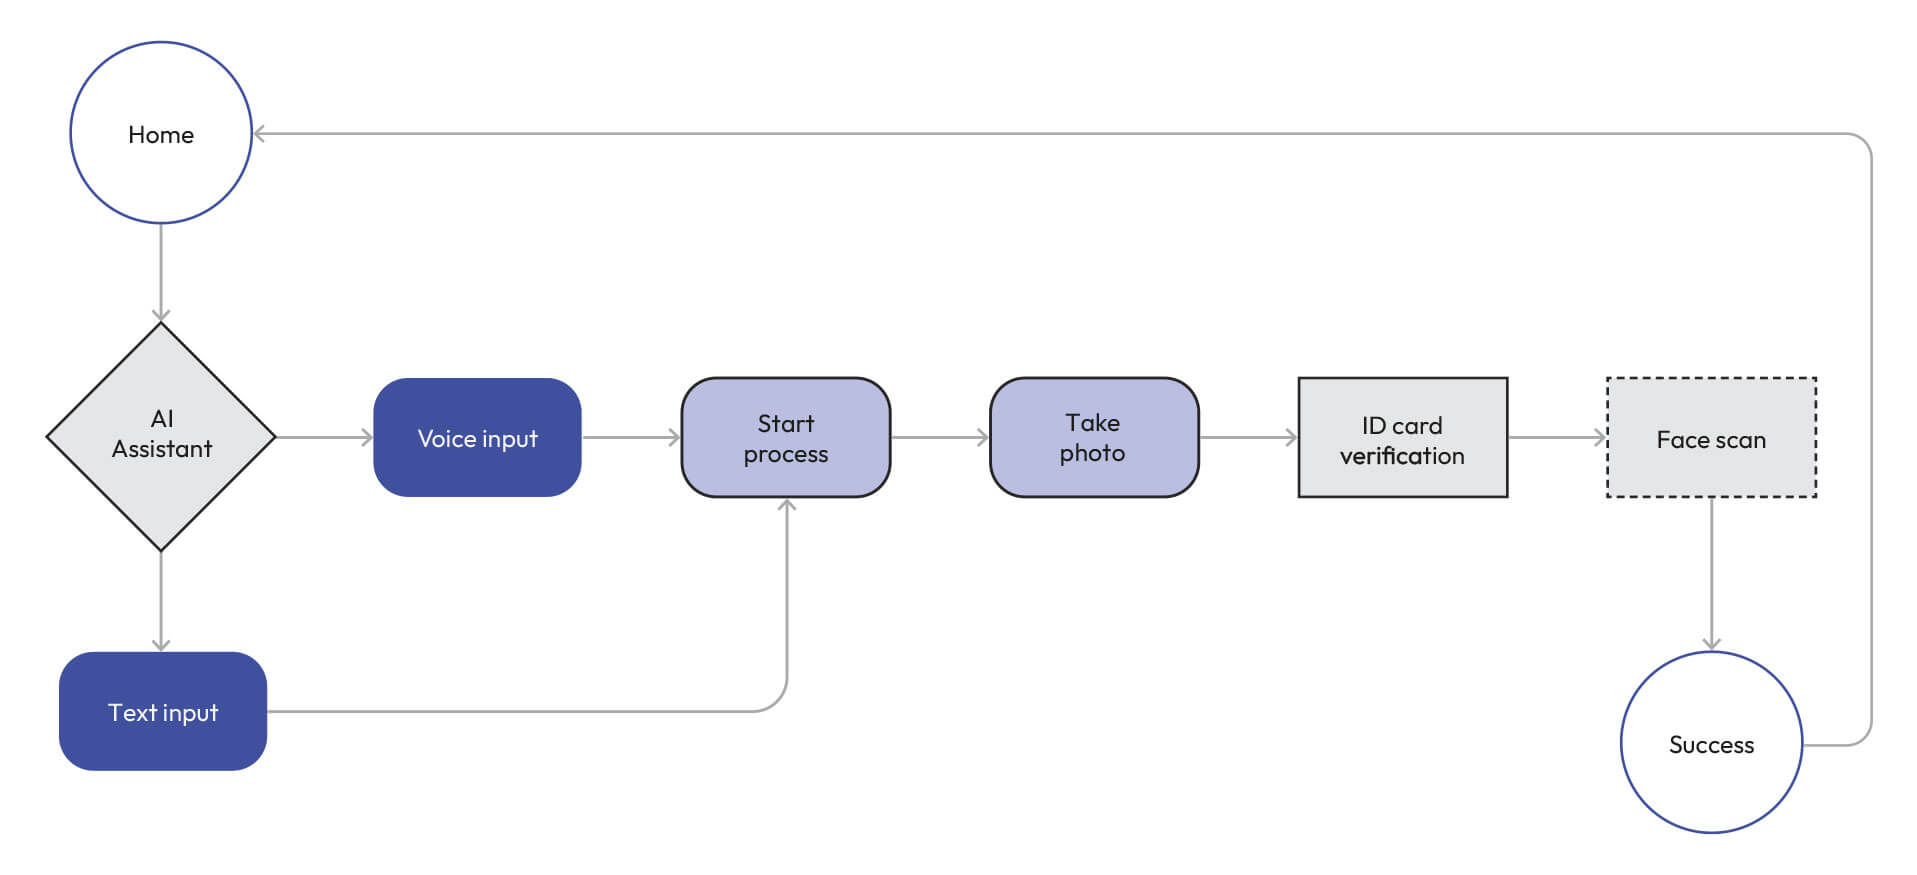 Home
AI
Assistant
Voice input
Start
process
Take
photo
ID card
verification
Face scan
Text input
Success